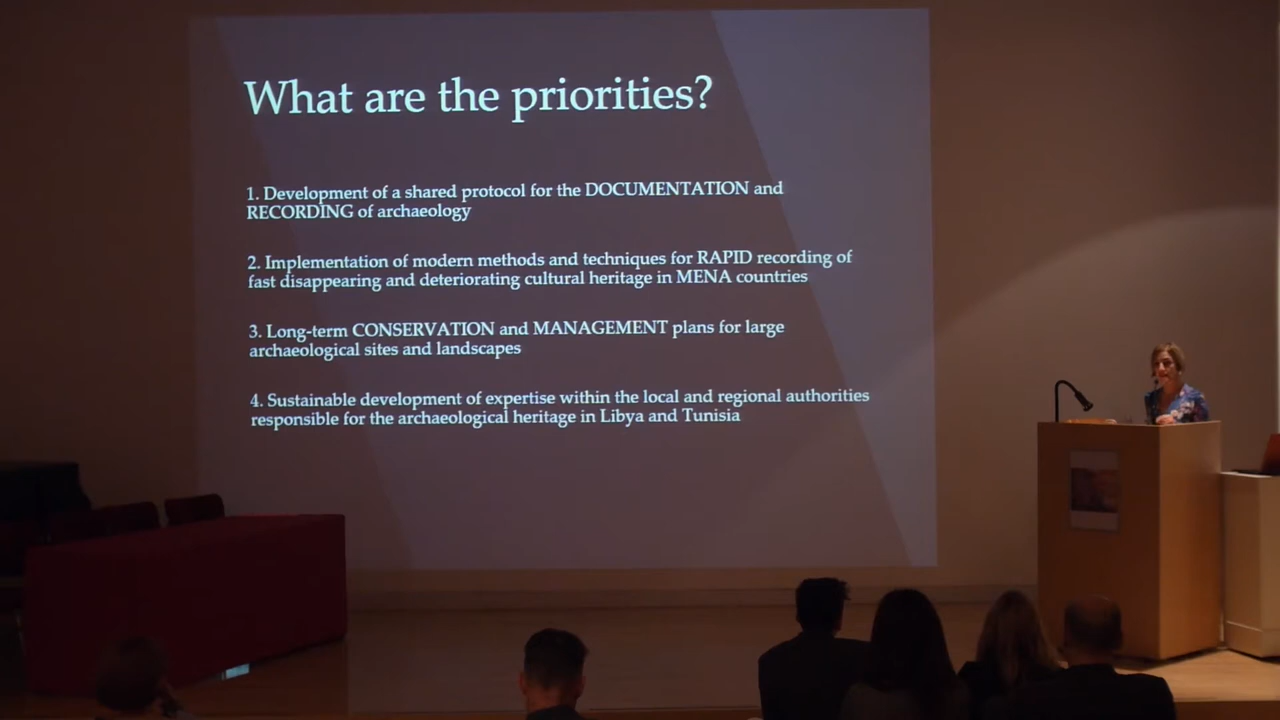 What are the priorities?
1. Development of a shared protocol for the DOCUMENTATION and
RECORDING of archaeology
2. Implementation of modern methods and techniques for RAPID recording of
fast disappearing and deteriorating cultural heritage in MENA countries
3. Long-term CONSERVATION and MANAGEMENT plans for large
archaeological sites and landscapes
4. Sustainable development of expertise within the local and regional authorities
responsible for the archaeological heritage in Libya and Tunisia